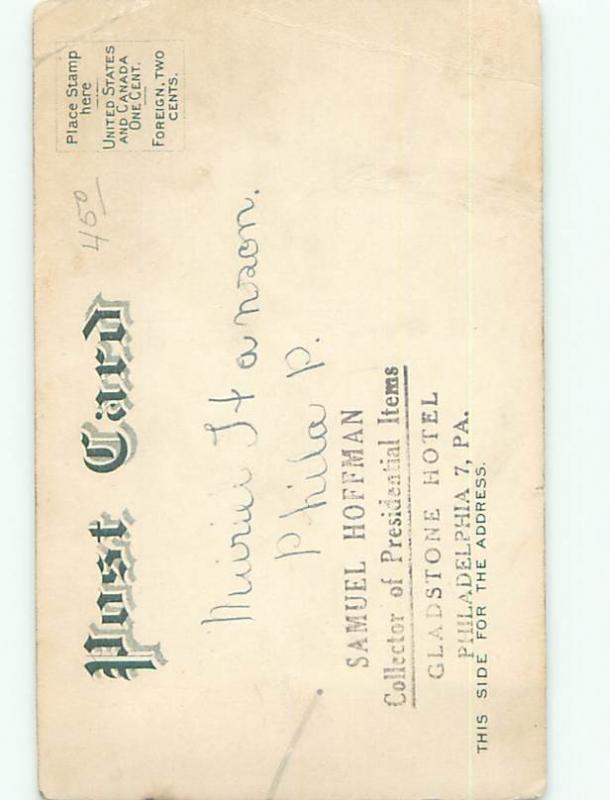 Post Card
Place Stamp
here
UNITED STATES
AND CANADA
ONE CENT.
FOREIGN, TWO
CENTS.
450
Hanson.
Phila P.
SAMUEL HOFFMAN
Collector of Presidential Items
GLADSTONE HOTEL
PHILADELPHIA 7, PA.
THIS SIDE FOR THE ADDRESS.